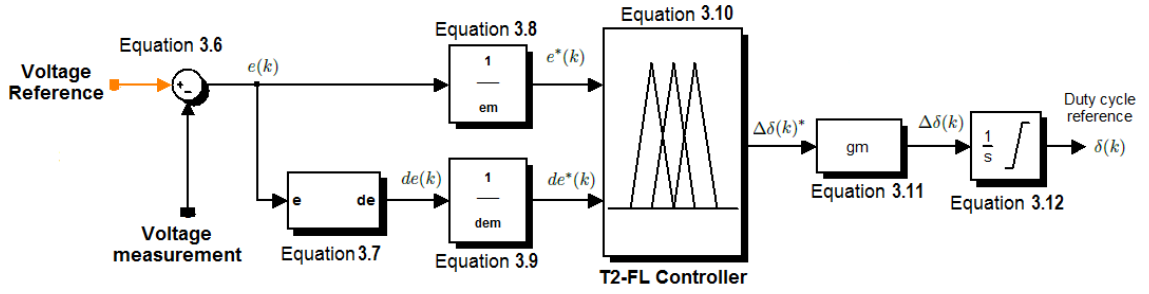 Equation 3.6
Voltage
Reference
+
-
e(k)
Voltage
measurement
e
de
Equation 3.7
de(k)
Equation 3.8
1
em
e*(k)
1
dem
Equation 3.9
de*(k)
Equation 3.10
T2-FL Controller
Δδ(k)*
gm
Equation 3.11
Δδ(k)
1
s
Equation 3.12
Duty cycle
reference
δ(k)